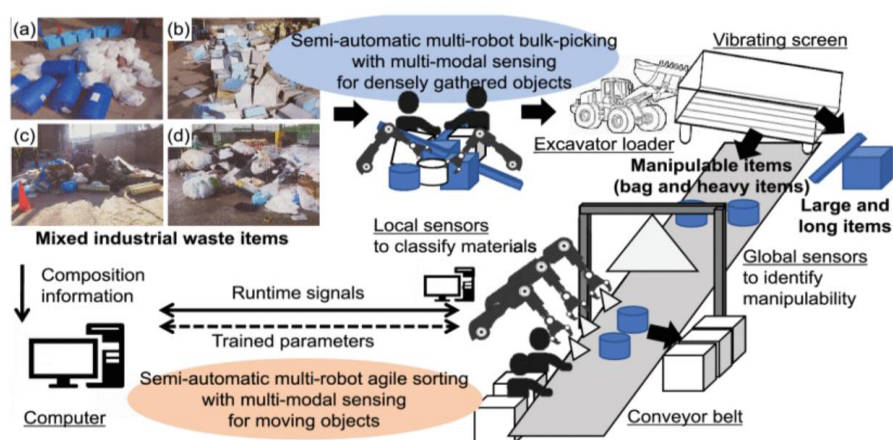 (a)
(b)
(c)
(d)
Mixed industrial waste items
Semi-automatic multi-robot bulk-picking
with multi-modal sensing
for densely gathered objects
Vibrating screen
Excavator loader
Manipulable items
(bag and heavy items)
Large and
long items
Local sensors
to classify materials
Global sensors
to identify
manipulability
Composition
information
Runtime signals
Trained parameters
Computer
Semi-automatic multi-robot agile sorting
with multi-modal sensing
for moving objects
Conveyor belt